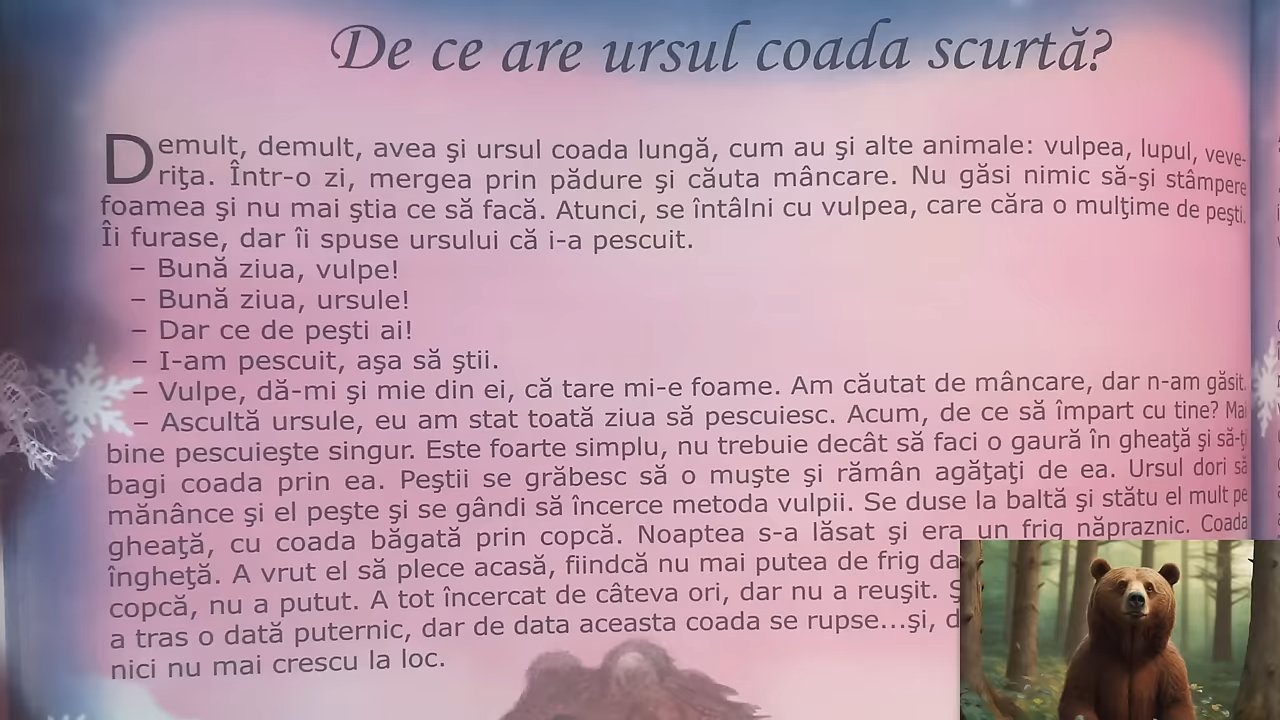 De ce are ursul coada scurtă?
Demult, demult, avea şi ursul coada lungă, cum au şi alte animale: vulpea, lupul, veve-
riţa. Într-o zi, mergea prin pădure şi căuta mâncare. Nu găsi nimic să-şi stâmpere
foamea şi nu mai ştia ce să facă. Atunci, se întâlni cu vulpea, care căra o mulţime de peşti.
Îi furase, dar îi spuse ursului că i-a pescuit.
– Bună ziua, vulpe!
– Bună ziua, ursule!
– Dar ce de peşti ai!
– I-am pescuit, aşa să ştii.
– Vulpe, dă-mi şi mie din ei, că tare mi-e foame. Am căutat de mâncare, dar n-am găsit.
– Ascultă ursule, eu am stat toată ziua să pescuiesc. Acum, de ce să împart cu tine? Mai
bine pescuieşte singur. Este foarte simplu, nu trebuie decât să faci o gaură în gheaţă şi să-ţi
bagi coada prin ea. Peştii se grăbesc să o muşte şi rămân agăţaţi de ea. Ursul dori să
mănânce şi el peşte şi se gândi să încerce metoda vulpii. Se duse la baltă şi stătu el mult pe
gheaţă, cu coada băgată prin copcă. Noaptea s-a lăsat şi era un frig năpraznic. Coada
îngheţă. A vrut el să plece acasă, fiindcă nu mai putea de frig
copcă, nu a putut. A tot încercat de câteva ori, dar nu a reuşit.
a tras o dată puternic, dar de data aceasta coada se rupse...şi,
nici nu mai crescu la loc.